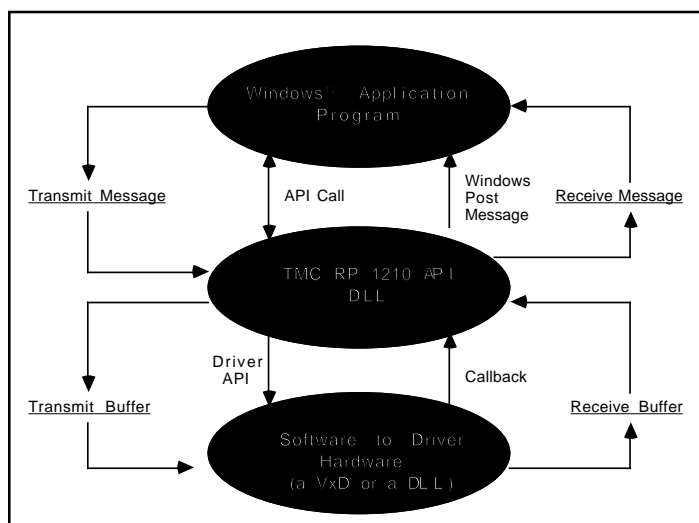 Windows™ Application
Program
Transmit Message
API Call
Windows
Post
Message
Receive Message
TMC RP 1210 API
DLL
Driver
API
Callback
Transmit Buffer
Receive Buffer
Software to Driver
Hardware
(a VxD or a DLL)